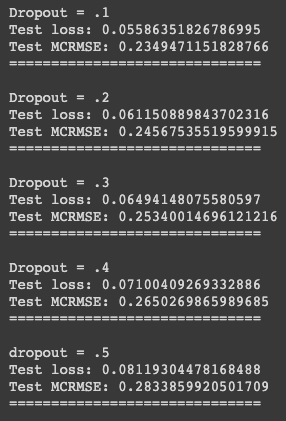 Dropout = .1
Test loss: 0.05586351826786995
Test MCRMSE: 0.2349471151828766
==============================
Dropout = .2
Test loss: 0.061150889843702316
Test MCRMSE: 0.24567535519599915
==============================
Dropout = .3
Test loss: 0.06494148075580597
Test MCRMSE: 0.25340014696121216
==============================
Dropout = .4
Test loss: 0.07100409269332886
Test MCRMSE: 0.2650269865989685
==============================
dropout = .5
Test loss: 0.08119304478168488
Test MCRMSE: 0.2833859920501709
==============================